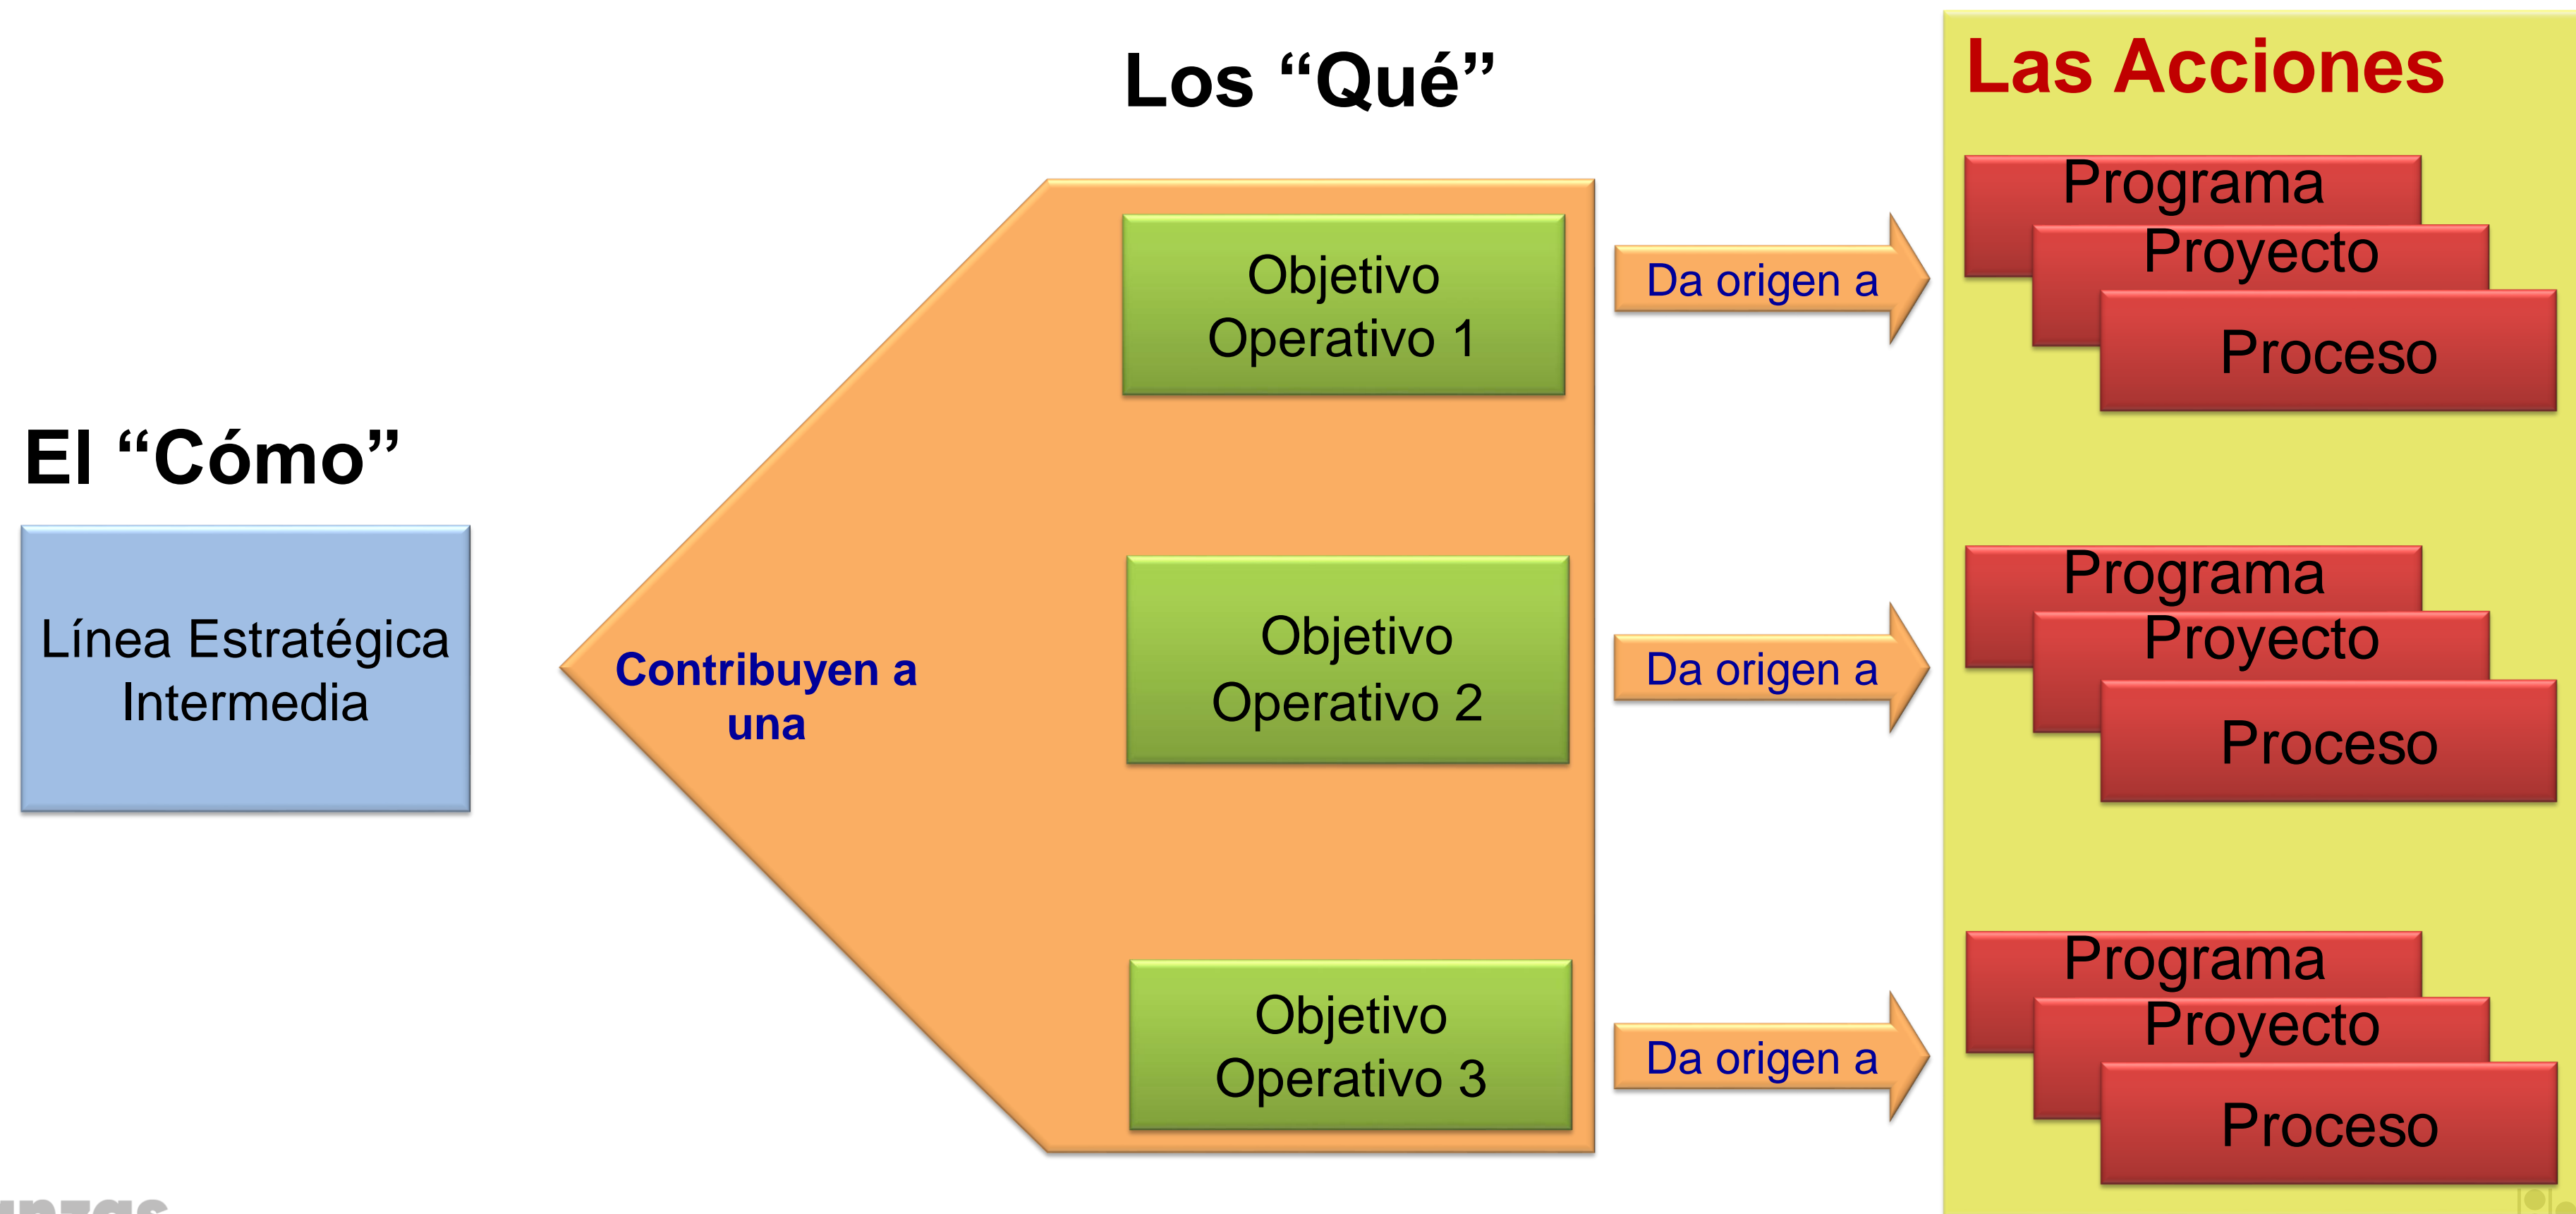 Los “Qué”
Las Acciones
El “Cómo”
Línea Estratégica
Intermedia
Contribuyen a
una
Objetivo
Operativo 1
Da origen a
Programa
Proyecto
Proceso
Objetivo
Operativo 2
Da origen a
Programa
Proyecto
Proceso
Objetivo
Operativo 3
Da origen a
Programa
Proyecto
Proceso